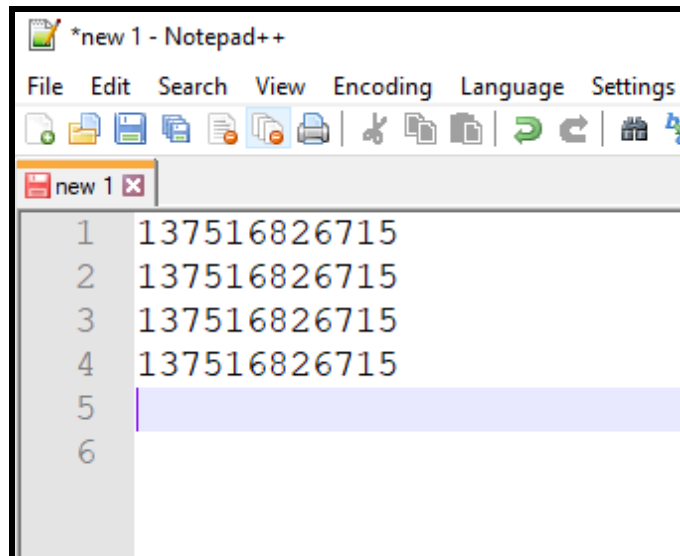 *new 1 - Notepad++
File Edit Search View Encoding Language Settings
new 1
1 137516826715
2 137516826715
3 137516826715
4 137516826715
5
6